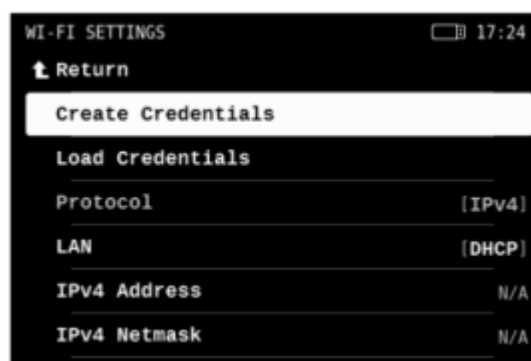 WI-FI SETTINGS 17:24
Return
Create Credentials
Load Credentials
Protocol [IPv4]
LAN [DHCP]
IPv4 Address N/A
IPv4 Netmask N/A